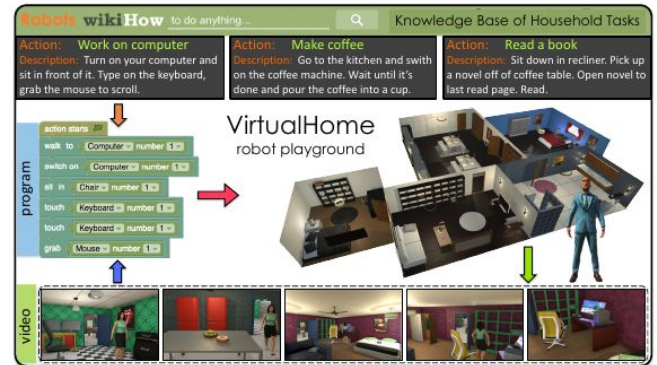 Robots wikiHow to do anything... Knowledge Base of Household Tasks
Action: Work on computer
Description: Turn on your computer and
sit in front of it. Type on the keyboard,
grab the mouse to scroll.
Action: Make coffee
Description: Go to the kitchen and swith
on the coffee machine. Wait until it's
done and pour the coffee into a cup.
Action: Read a book
Description: Sit down in recliner. Pick up
a novel off of coffee table. Open novel to
last read page. Read.
program
action starts
walk to Computer number 1
switch on Computer number 1
sit in Chair number 1
touch Keyboard number 1
touch Keyboard number 1
grab Mouse number 1
VirtualHome
robot playground
video